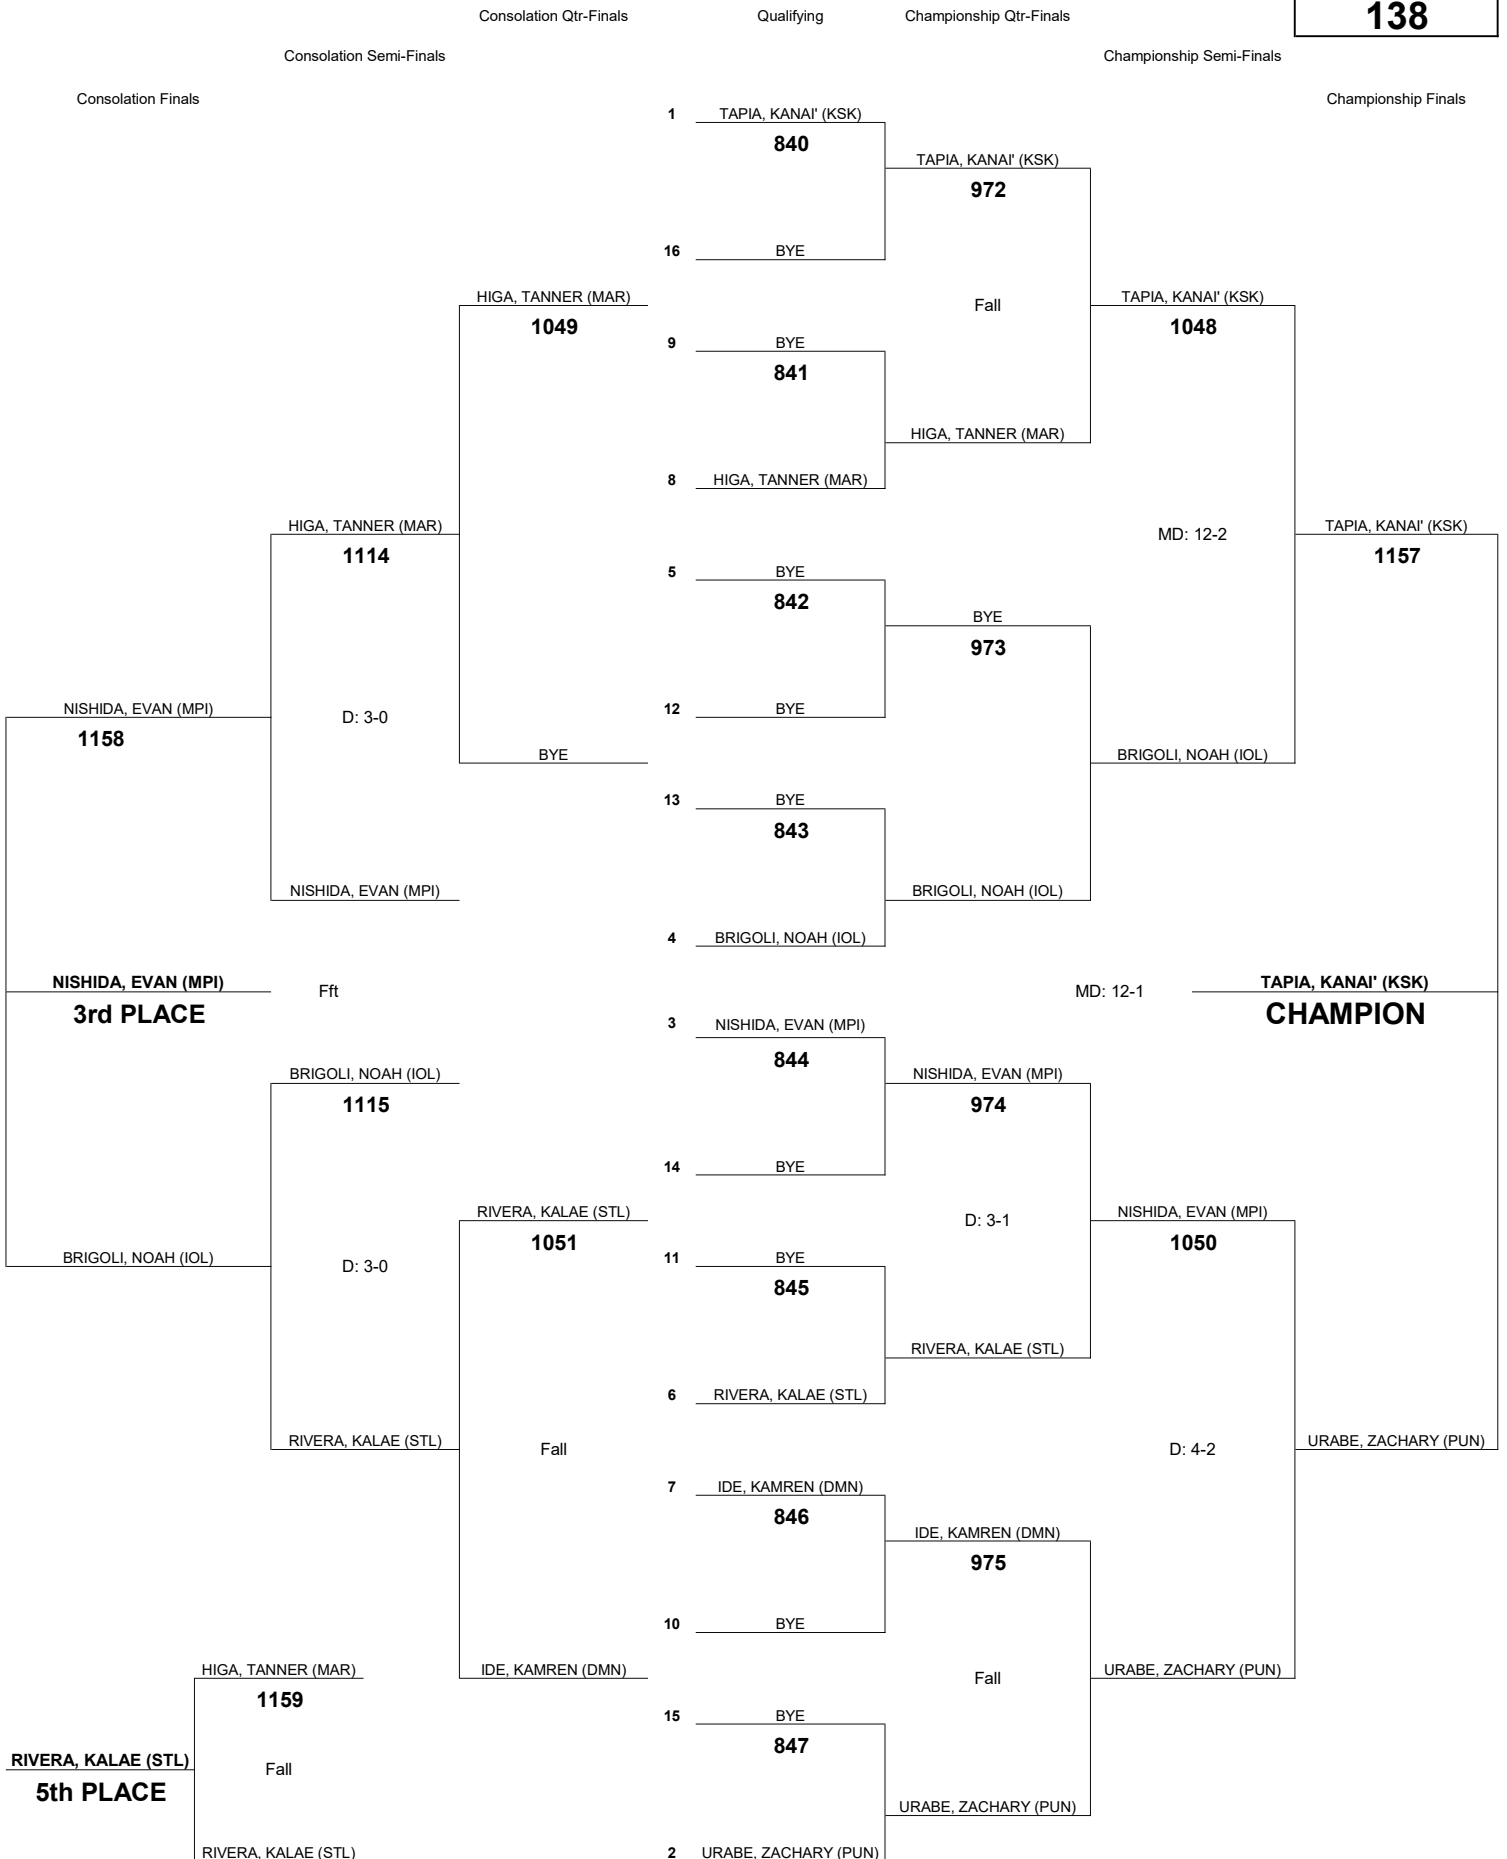 Consolation Qtr-Finals Qualifying Championship Qtr-Finals 138
Consolation Semi-Finals Championship Semi-Finals
Consolation Finals Championship Finals
1 TAPIA, KANAI' (KSK)
840
TAPIA, KANAI' (KSK)
972
16 BYE
HIGA, TANNER (MAR) Fall TAPIA, KANAI' (KSK)
1049 1048
9 BYE
841
HIGA, TANNER (MAR)
8 HIGA, TANNER (MAR)
HIGA, TANNER (MAR) MD: 12-2 TAPIA, KANAI' (KSK)
1114 1157
5 BYE
842
BYE
973
NISHIDA, EVAN (MPI) D: 3-0 12 BYE
1158
BYE BRIGOLI, NOAH (IOL)
13 BYE
843
NISHIDA, EVAN (MPI) BRIGOLI, NOAH (IOL)
4 BRIGOLI, NOAH (IOL)
NISHIDA, EVAN (MPI) Fft MD: 12-1 TAPIA, KANAI' (KSK)
3rd PLACE CHAMPION
3 NISHIDA, EVAN (MPI)
844
BRIGOLI, NOAH (IOL) NISHIDA, EVAN (MPI)
1115 974
14 BYE
RIVERA, KALAE (STL) D: 3-1 NISHIDA, EVAN (MPI)
1051 1050
BRIGOLI, NOAH (IOL) D: 3-0 11 BYE
845
RIVERA, KALAE (STL)
6 RIVERA, KALAE (STL)
RIVERA, KALAE (STL) Fall D: 4-2 URABE, ZACHARY (PUN)
7 IDE, KAMREN (DMN)
846
IDE, KAMREN (DMN)
975
10 BYE
HIGA, TANNER (MAR) IDE, KAMREN (DMN) Fall URABE, ZACHARY (PUN)
1159
15 BYE
847
RIVERA, KALAE (STL) Fall
5th PLACE
URABE, ZACHARY (PUN)
RIVERA, KALAE (STL) 2 URABE, ZACHARY (PUN)